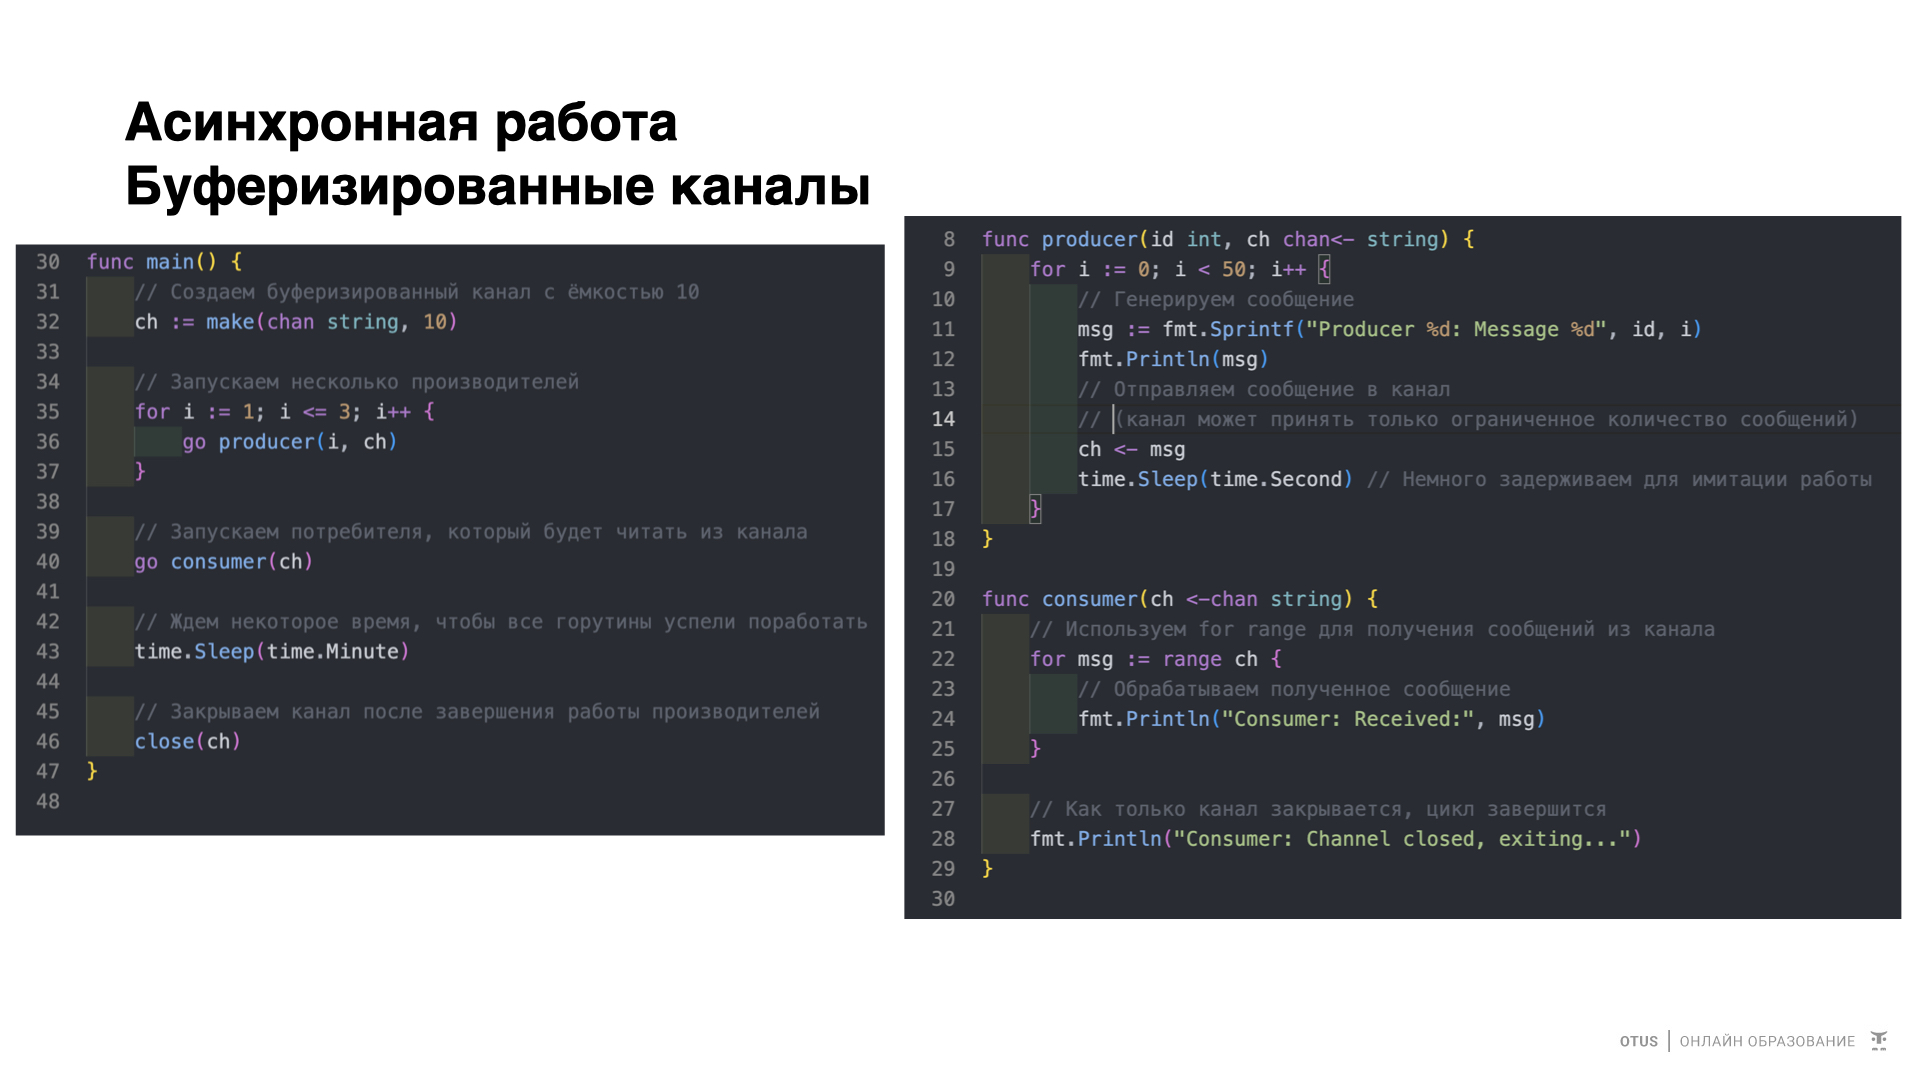 Асинхронная работа
Буферизированные каналы
30 func main() {
31 // Создаем буферизированный канал с ёмкостью 10
32 ch := make(chan string, 10)
33
34 // Запускаем несколько производителей
35 for i := 1; i <= 3; i++ {
36 go producer(i, ch)
37 }
38
39 // Запускаем потребителя, который будет читать из канала
40 go consumer(ch)
41
42 // Ждем некоторое время, чтобы все горутины успели поработать
43 time.Sleep(time.Minute)
44
45 // Закрываем канал после завершения работы производителей
46 close(ch)
47 }
48
8 func producer(id int, ch chan<- string) {
9 for i := 0; i < 50; i++ {
10 // Генерируем сообщение
11 msg := fmt.Sprintf("Producer %d: Message %d", id, i)
12 fmt.Println(msg)
13 // Отправляем сообщение в канал
14 // (канал может принять только ограниченное количество сообщений)
15 ch <- msg
16 time.Sleep(time.Second) // Немного задерживаем для имитации работы
17 }
18 }
19
20 func consumer(ch <-chan string) {
21 // Используем for range для получения сообщений из канала
22 for msg := range ch {
23 // Обрабатываем полученное сообщение
24 fmt.Println("Consumer: Received:", msg)
25 }
26
27 // Как только канал закрывается, цикл завершится
28 fmt.Println("Consumer: Channel closed, exiting...")
29 }
30
OTUS | ОНЛАЙН ОБРАЗОВАНИЕ